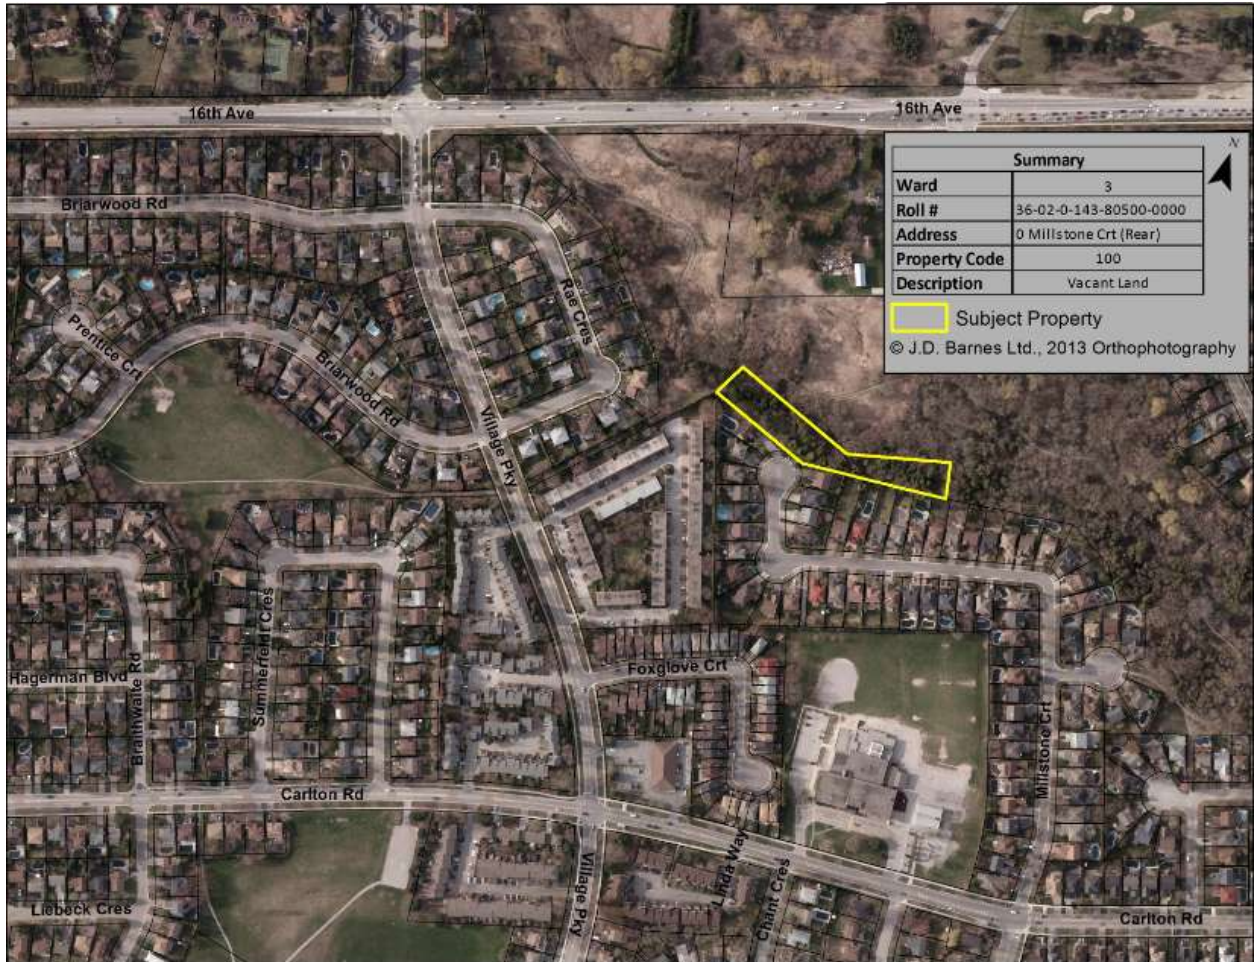 16th Ave
16th Ave
N
Summary
Ward 3
Roll # 36-02-0-143-80500-0000
Address 0 Millstone Crt (Rear)
Property Code 100
Description Vacant Land
Subject Property
© J.D. Barnes Ltd., 2013 Orthophotography
Briarwood Rd
Rae Cres
Prentice Crt
Briarwood Rd
Village Pky
Foxglove Crt
Hagerman Blvd
Braithwaite Rd
Summerfeldt Cres
Millstone Crt
Carlton Rd
Village Pky
Linda Way
Chant Cres
Liebeck Cres
Carlton Rd